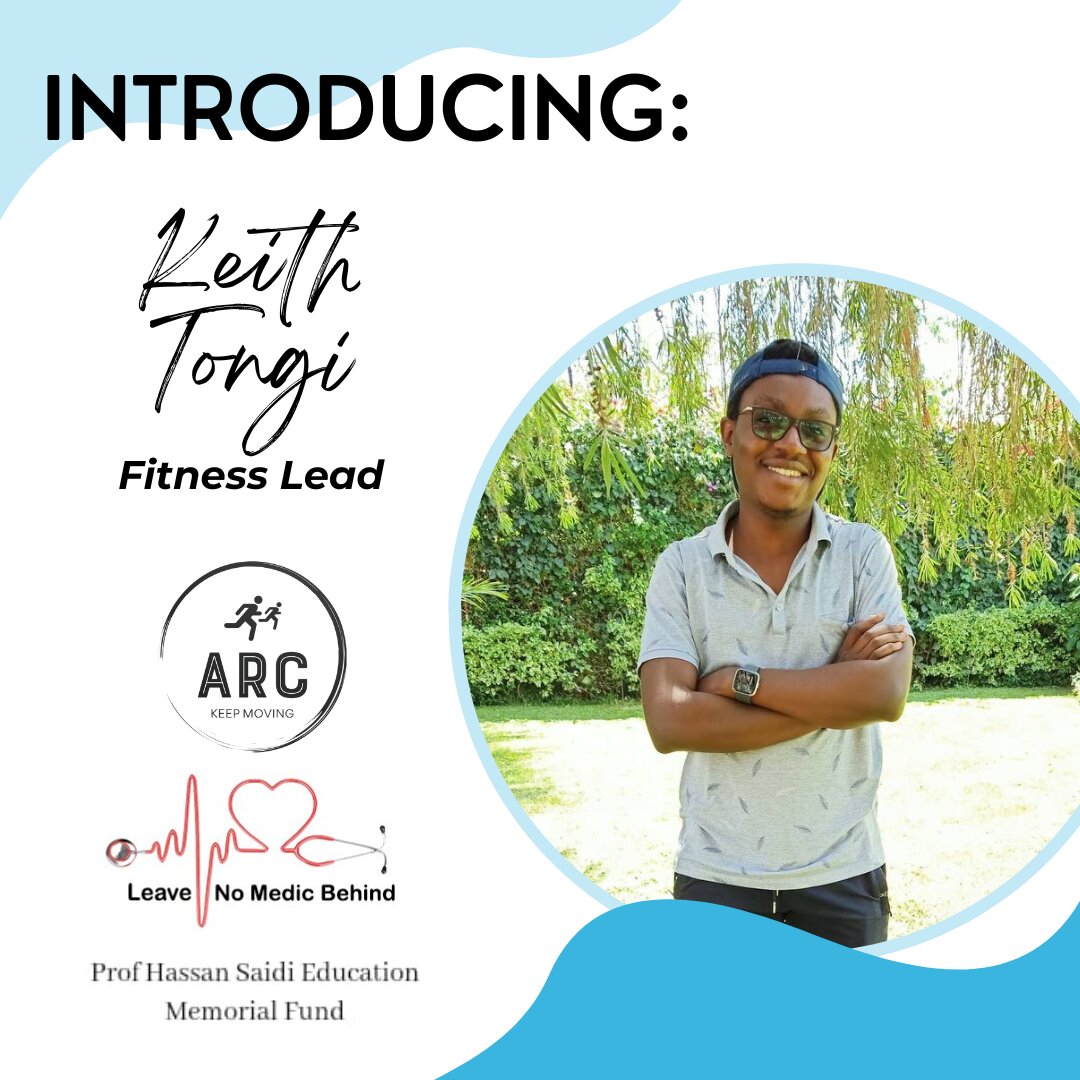 INTRODUCING:
Keith
Tongi
Fitness Lead
ARC
KEEP MOVING
Leave No Medic Behind
Prof Hassan Saidi Education
Memorial Fund